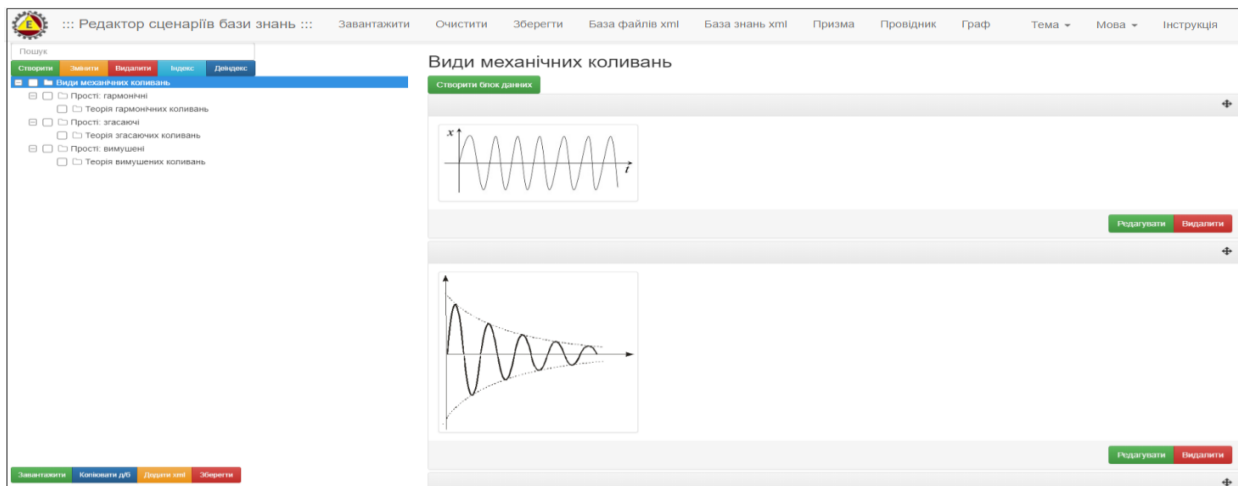 E ::: Редактор сценаріїв бази знань ::: Завантажити Очистити Зберегти База файлів xml База знань xml Призма Провідник Граф Тема Мова Інструкція
Пошук
Створити Змінити Видалити Індекс Деіндекс
Види механічних коливань
Прості: гармонічні
Теорія гармонічних коливань
Прості: згасаючі
Теорія згасаючих коливань
Прості: вимушені
Теорія вимушених коливань
Завантажити Копіювати д/б Додати xml Зберегти
Види механічних коливань
Створити блок данних
x
t
Редагувати Видалити
Редагувати Видалити